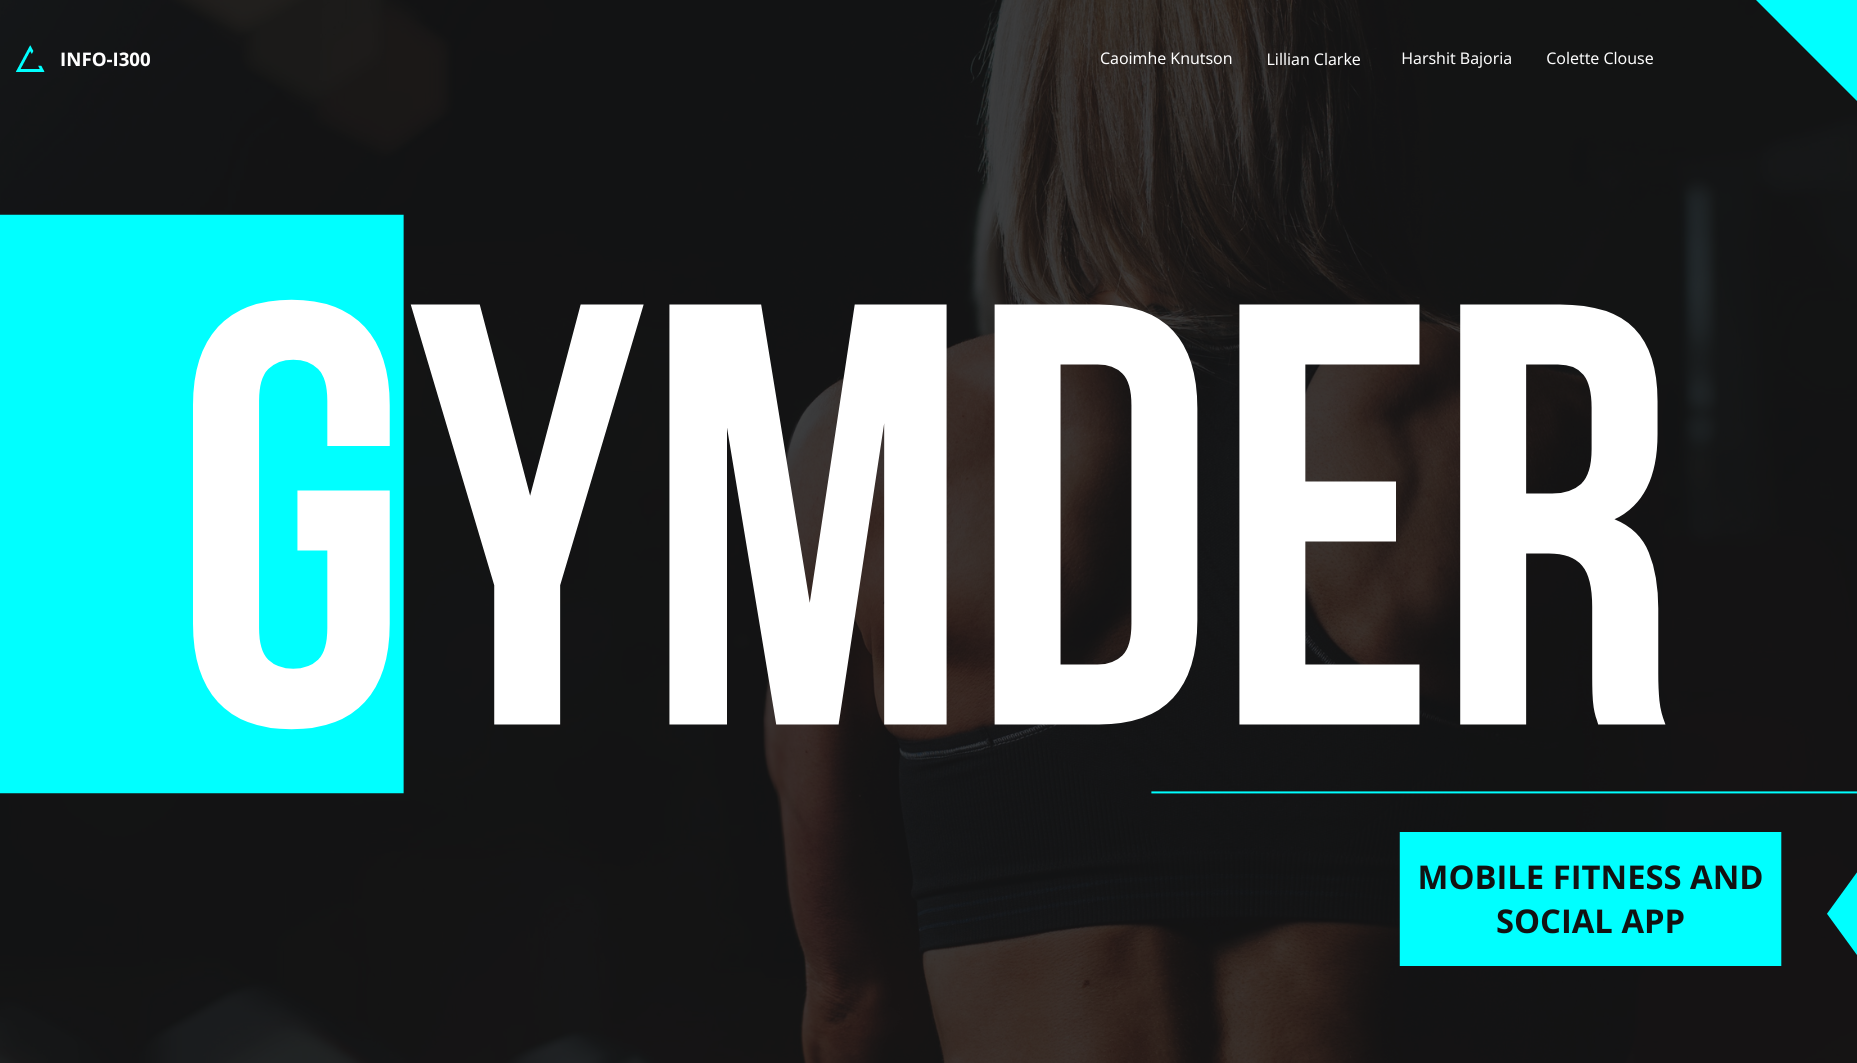 INFO-I300
Caoimhe Knutson
Lillian Clarke
Harshit Bajoria
Colette Clouse
GYMDER
MOBILE FITNESS AND
SOCIAL APP